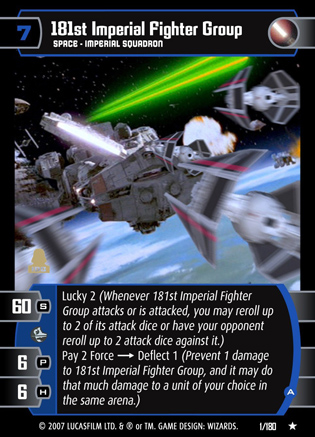 7
181st Imperial Fighter Group
SPACE - IMPERIAL SQUADRON
60 S
6 P
6 H
Lucky 2 (Whenever 181st Imperial Fighter
Group attacks or is attacked, you may reroll
up to 2 of its attack dice or have your opponent
reroll up to 2 attack dice against it.)
Pay 2 Force → Deflect 1 (Prevent 1 damage
to 181st Imperial Fighter Group, and it may do
that much damage to a unit of your choice in
the same arena.)
A
© 2007 LUCASFILM LTD. & ® or TM. GAME DESIGN: WIZARDS.
1/180 ★